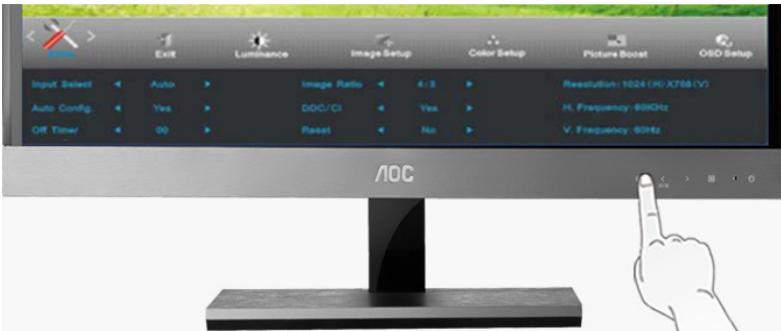 Exit
Luminance
Image Setup
Color Setup
Picture Boost
OSD Setup
Input Select Auto Image Ratio 4/3 Resolution:1024(H)X768(V)
Auto Config. Yes DDC/CI Yes H. Frequency:60KHz
Off Timer 00 Reset No V. Frequency:60Hz
AOC